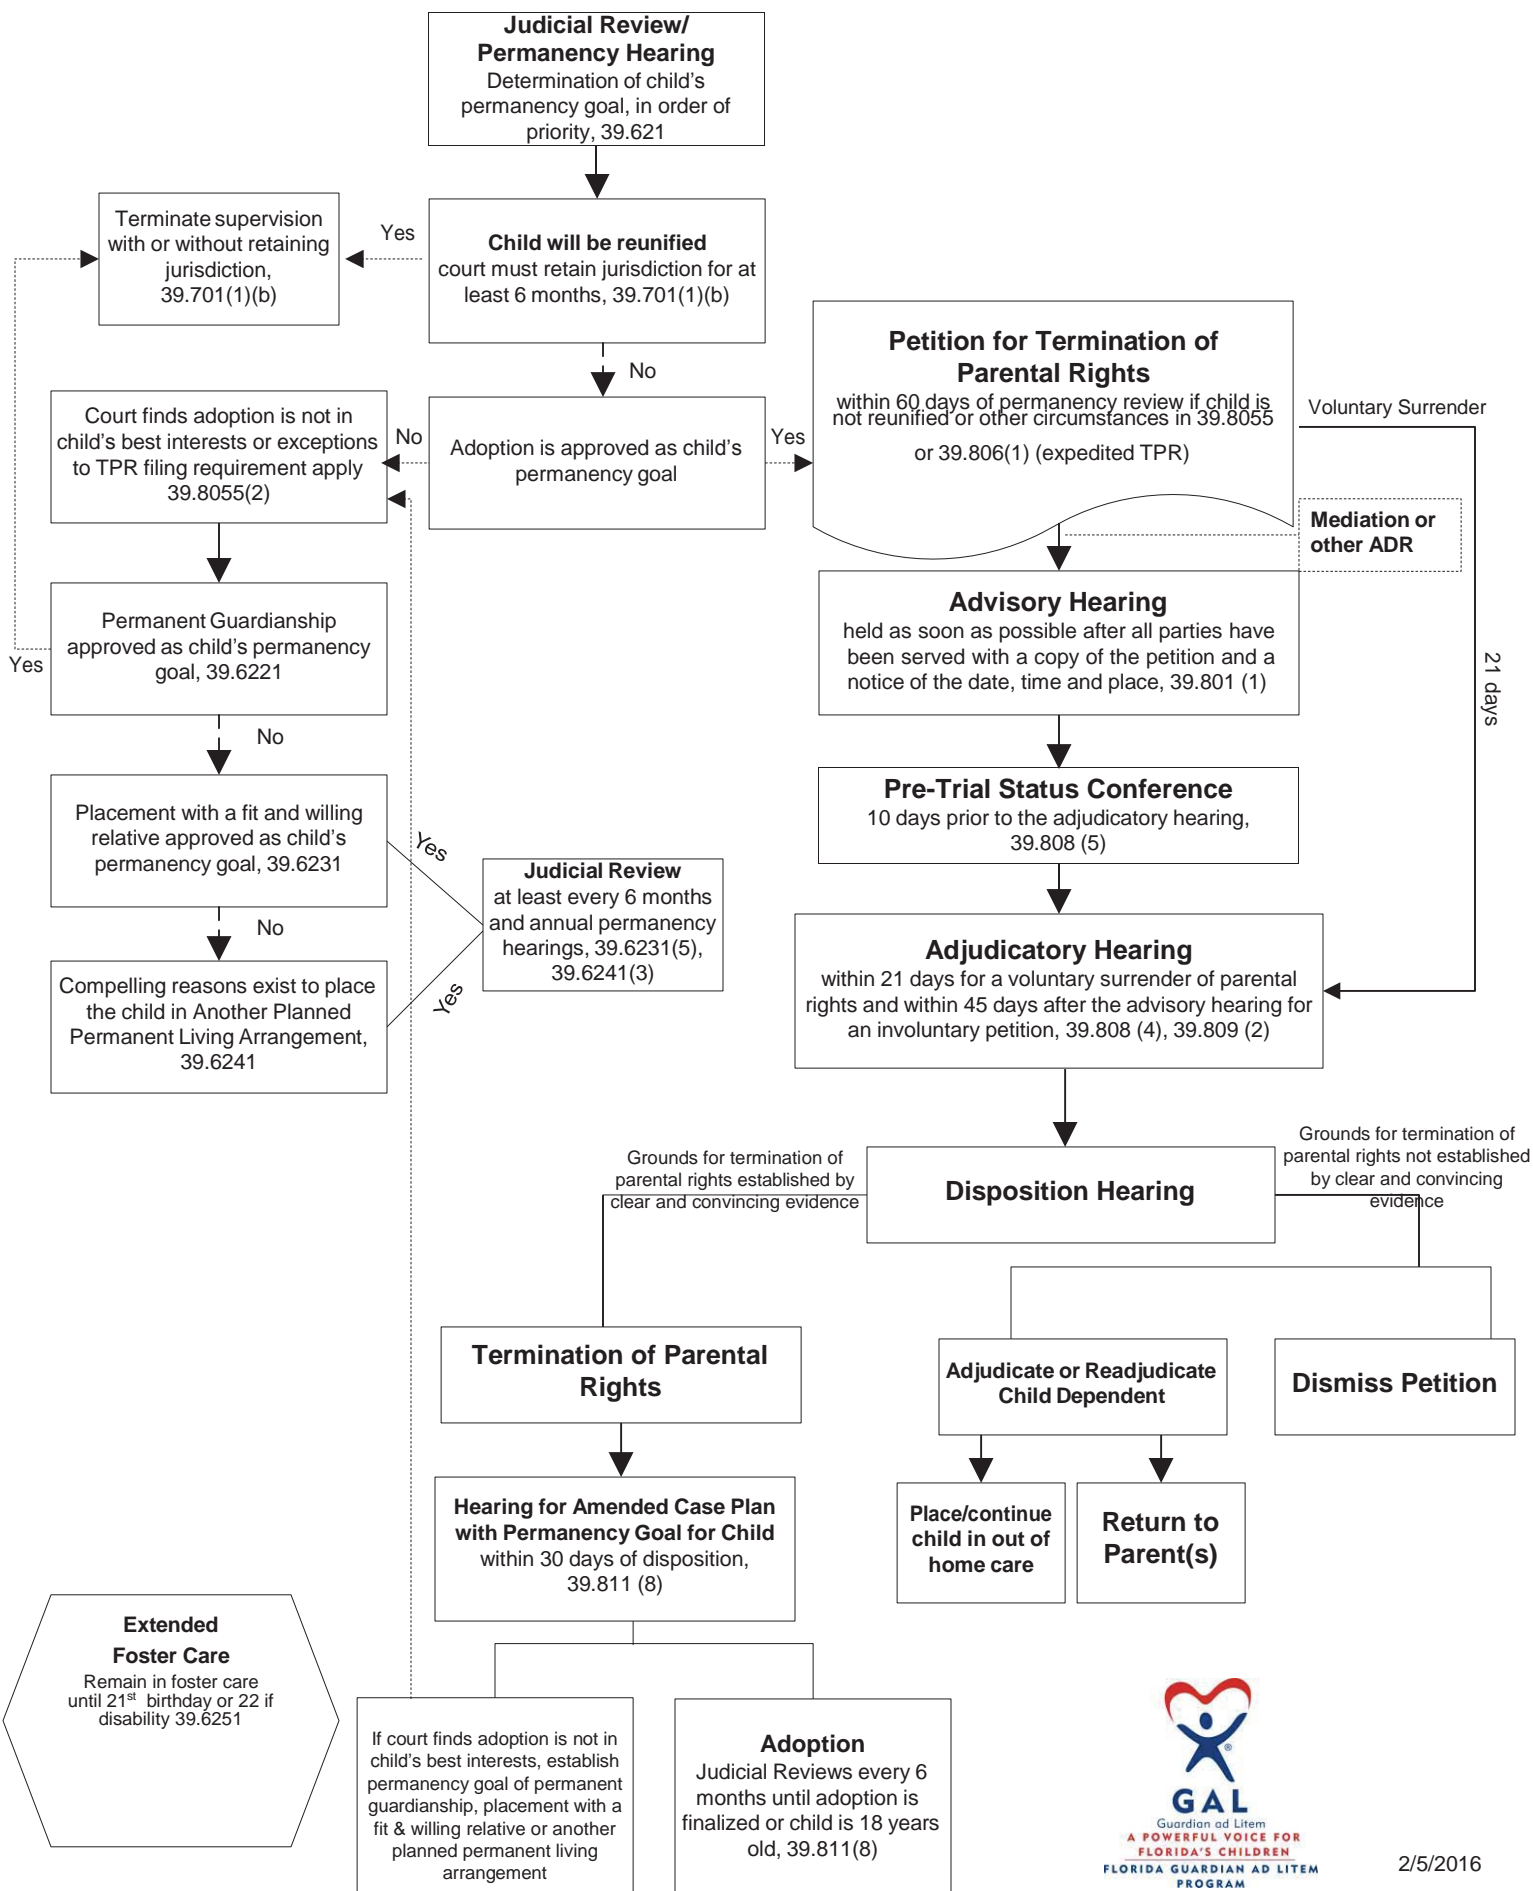 Judicial Review/
Permanency Hearing
Determination of child's
permanency goal, in order of
priority, 39.621
Terminate supervision
with or without retaining
jurisdiction,
39.701(1)(b)
Yes
Child will be reunified
court must retain jurisdiction for at
least 6 months, 39.701(1)(b)
No
Petition for Termination of
Parental Rights
within 60 days of permanency review if child is
not reunified or other circumstances in 39.8055
or 39.806(1) (expedited TPR)
Voluntary Surrender
Court finds adoption is not in
child's best interests or exceptions
to TPR filing requirement apply
39.8055(2)
No
Adoption is approved as child's
permanency goal
Yes
Mediation or
other ADR
Permanent Guardianship
approved as child's permanency
goal, 39.6221
Yes
No
Advisory Hearing
held as soon as possible after all parties have
been served with a copy of the petition and a
notice of the date, time and place, 39.801 (1)
21 days
Placement with a fit and willing
relative approved as child's
permanency goal, 39.6231
Yes
No
Pre-Trial Status Conference
10 days prior to the adjudicatory hearing,
39.808 (5)
Judicial Review
at least every 6 months
and annual permanency
hearings, 39.6231(5),
39.6241(3)
Compelling reasons exist to place
the child in Another Planned
Permanent Living Arrangement,
39.6241
Yes
Adjudicatory Hearing
within 21 days for a voluntary surrender of parental
rights and within 45 days after the advisory hearing for
an involuntary petition, 39.808 (4), 39.809 (2)
Grounds for termination of
parental rights established by
clear and convincing evidence
Disposition Hearing
Grounds for termination of
parental rights not established
by clear and convincing
evidence
Termination of Parental
Rights
Adjudicate or Readjudicate
Child Dependent
Dismiss Petition
Hearing for Amended Case Plan
with Permanency Goal for Child
within 30 days of disposition,
39.811 (8)
Place/continue
child in out of
home care
Return to
Parent(s)
Extended
Foster Care
Remain in foster care
until 21st birthday or 22 if
disability 39.6251
If court finds adoption is not in
child's best interests, establish
permanency goal of permanent
guardianship, placement with a
fit & willing relative or another
planned permanent living
arrangement
Adoption
Judicial Reviews every 6
months until adoption is
finalized or child is 18 years
old, 39.811(8)
®
GAL
Guardian ad Litem
A POWERFUL VOICE FOR
FLORIDA'S CHILDREN
FLORIDA GUARDIAN AD LITEM
PROGRAM
2/5/2016